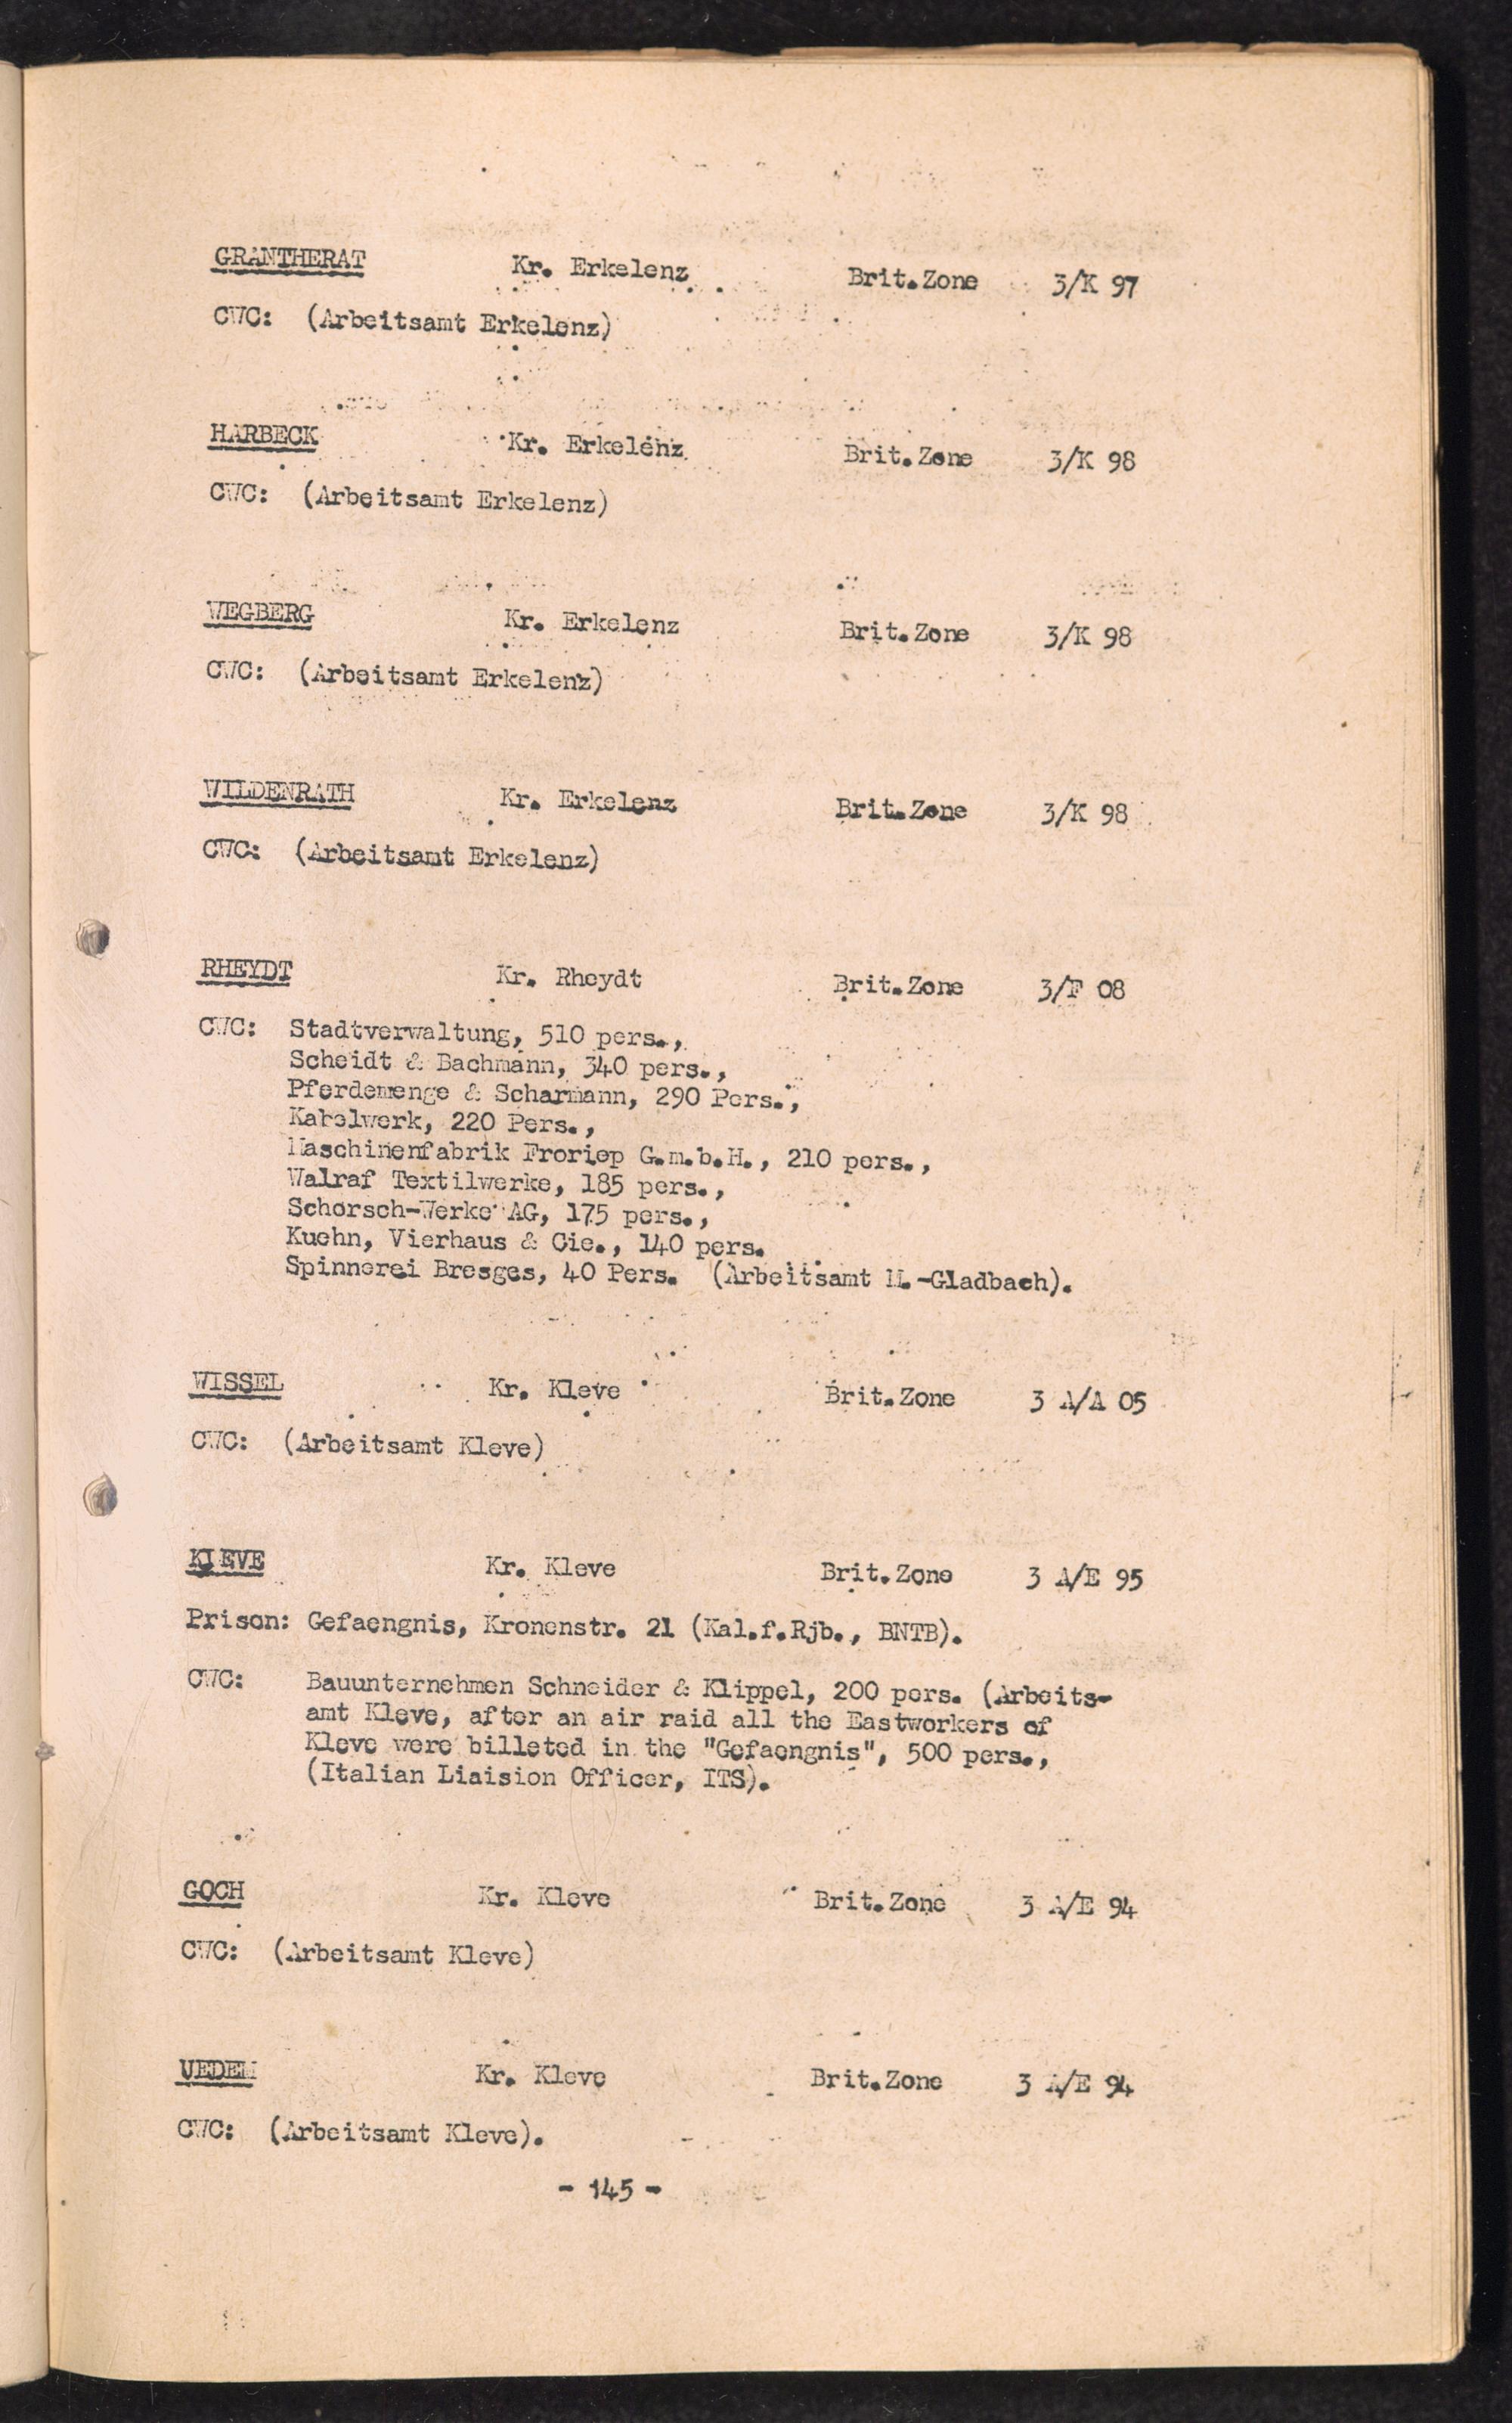 GRANTHERAT Kr. Erkelenz Brit.Zone 3/K 97
CWC: (Arbeitsamt Erkelenz)
HARBECK Kr. Erkelenz Brit.Zone 3/K 98
CWC: (Arbeitsamt Erkelenz)
WEGBERG Kr. Erkelenz Brit.Zone 3/K 98
CWC: (Arbeitsamt Erkelenz)
WILDENRATH Kr. Erkelenz Brit.Zone 3/K 98
CWC: (Arbeitsamt Erkelenz)
RHEYDT Kr. Rheydt Brit.Zone 3/F 08
CWC: Stadtverwaltung, 510 pers.,
Scheidt & Bachmann, 340 pers.,
Pferdemenge & Scharmann, 290 Pers.,
Kabelwerk, 220 Pers.,
Maschinenfabrik Froriep G.m.b.H., 210 pers.,
Walraf Textilwerke, 185 pers.,
Schorsch-Werke AG, 175 pers.,
Kuehn, Vierhaus & Cie., 140 pers.
Spinnerei Bresges, 40 Pers. (Arbeitsamt M.-Gladbach).
WISSEL Kr. Kleve Brit.Zone 3 A/A 05
CWC: (Arbeitsamt Kleve)
KLEVE Kr. Kleve Brit.Zone 3 A/E 95
Prison: Gefaengnis, Kronenstr. 21 (Kal.f.Rjb., BNTB).
CWC: Bauunternehmen Schneider & Klippel, 200 pers. (Arbeits-
amt Kleve, after an air raid all the Eastworkers of
Kleve were billeted in the "Gefaengnis", 500 pers.,
(Italian Liaision Officer, ITS).
GOCH Kr. Kleve Brit.Zone 3 A/E 94
CWC: (Arbeitsamt Kleve)
UEDEM Kr. Kleve Brit.Zone 3 A/E 94
CWC: (Arbeitsamt Kleve).
- 145 -